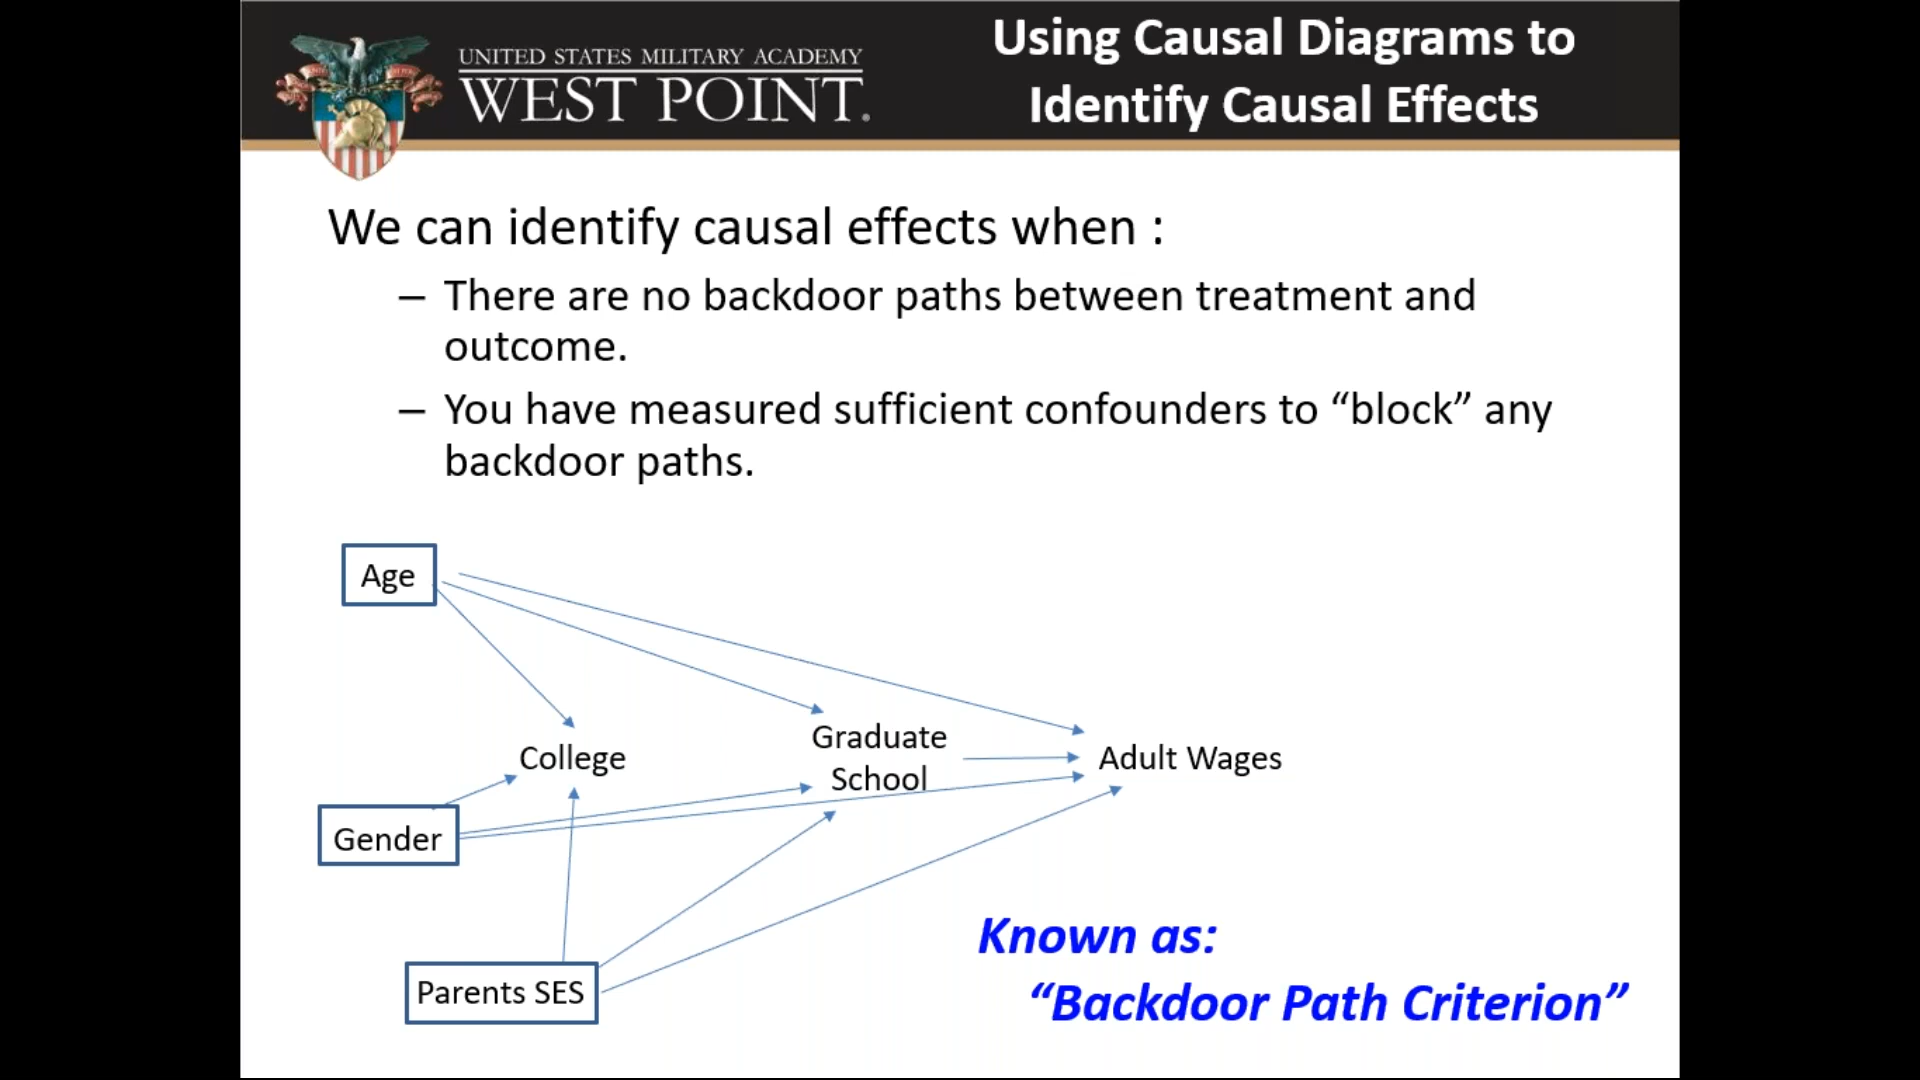 UNITED STATES MILITARY ACADEMY
WEST POINT.
Using Causal Diagrams to
Identify Causal Effects
We can identify causal effects when :
– There are no backdoor paths between treatment and
outcome.
– You have measured sufficient confounders to “block” any
backdoor paths.
Age
Graduate
School
College
Adult Wages
Gender
Parents SES
Known as:
“Backdoor Path Criterion”